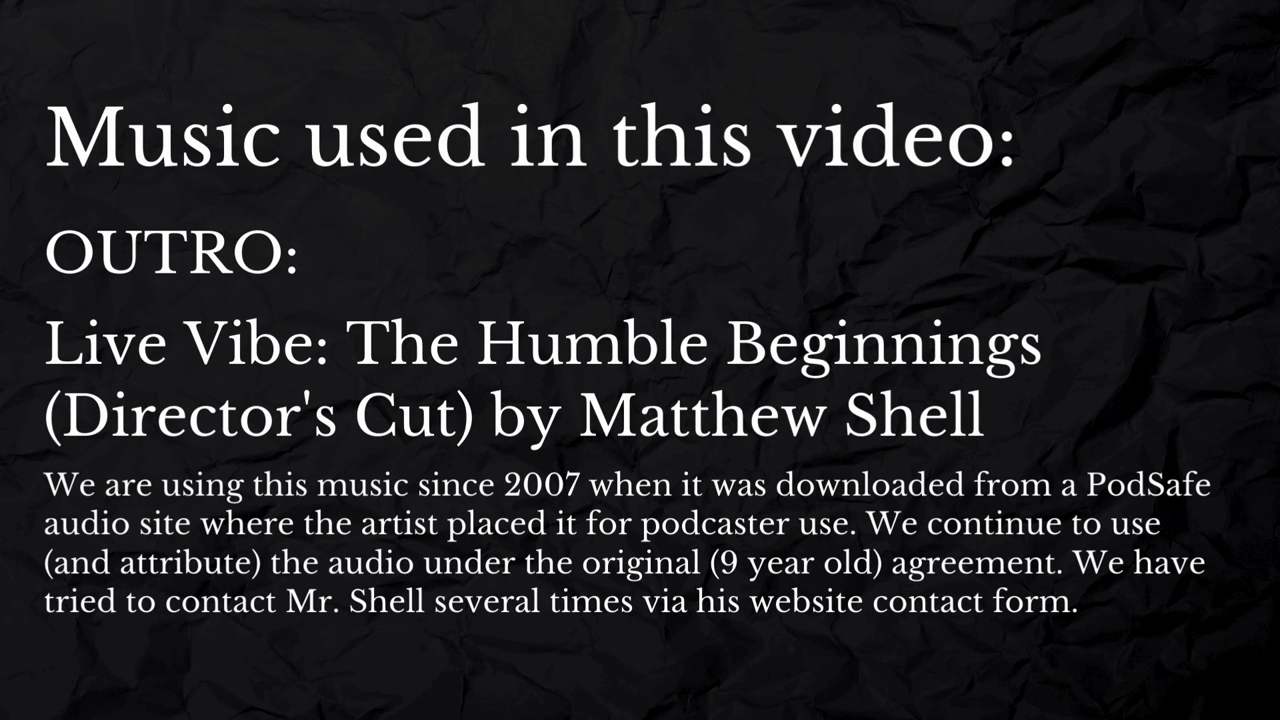 Music used in this video:
OUTRO:
Live Vibe: The Humble Beginnings
(Director's Cut) by Matthew Shell
We are using this music since 2007 when it was downloaded from a PodSafe
audio site where the artist placed it for podcaster use. We continue to use
(and attribute) the audio under the original (9 year old) agreement. We have
tried to contact Mr. Shell several times via his website contact form.